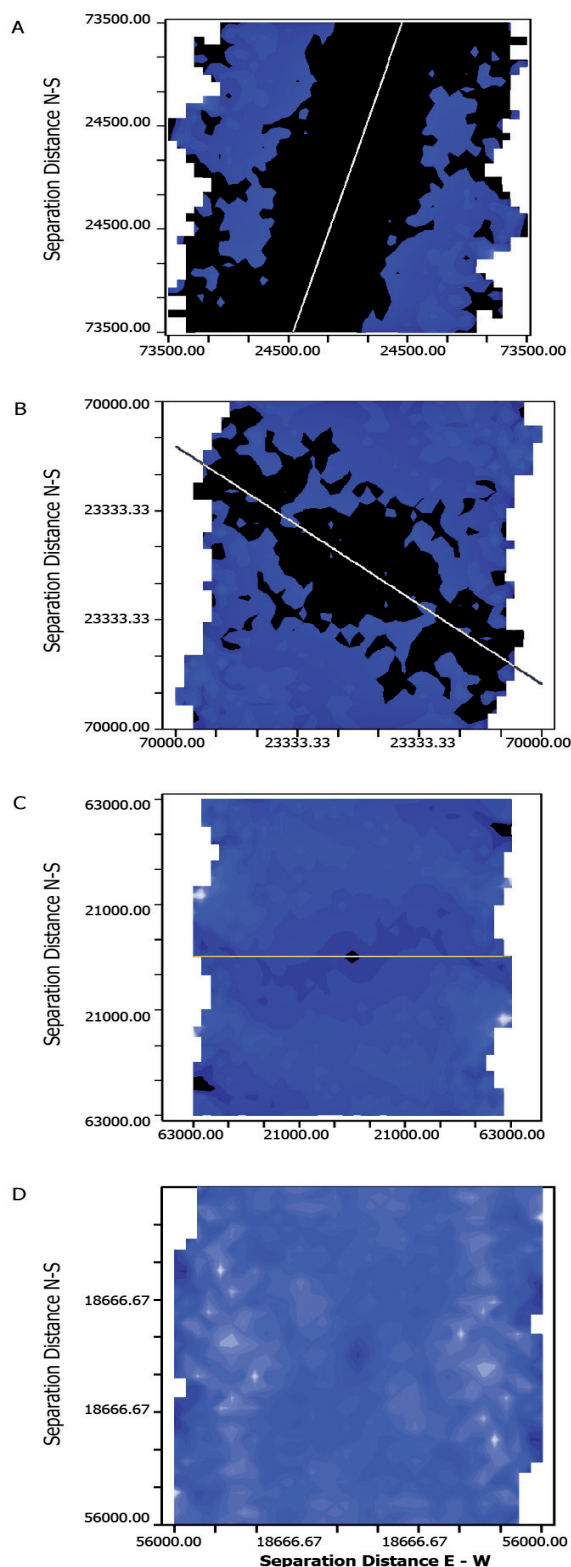 A
Separation Distance N-S
73500.00
24500.00
24500.00
73500.00
73500.00 24500.00 24500.00 73500.00
B
Separation Distance N-S
70000.00
23333.33
23333.33
70000.00
70000.00 23333.33 23333.33 70000.00
C
Separation Distance N-S
63000.00
21000.00
21000.00
63000.00
63000.00 21000.00 21000.00 63000.00
D
Separation Distance N-S
18666.67
18666.67
56000.00
56000.00 18666.67 18666.67 56000.00
Separation Distance E - W